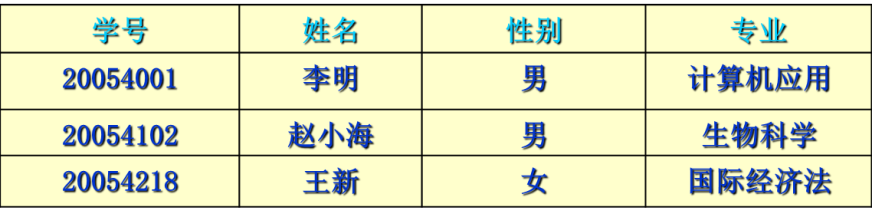 学号 姓名 性别 专业
20054001 李明 男 计算机应用
20054102 赵小海 男 生物科学
20054218 王新 女 国际经济法